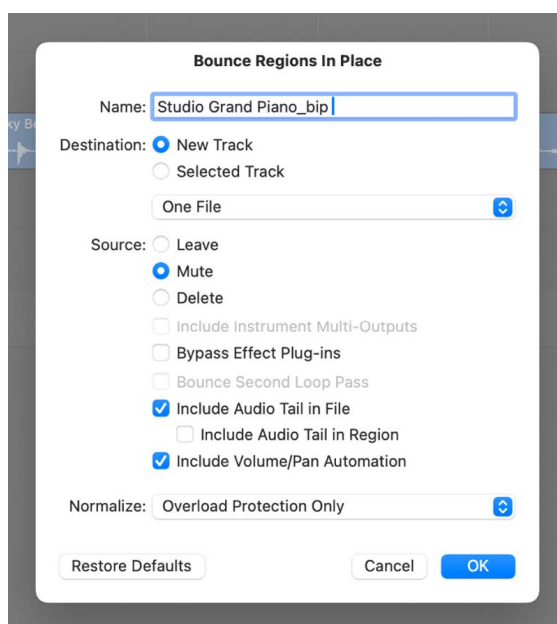 Bounce Regions In Place
Name: Studio Grand Piano_bip
Destination: New Track
Selected Track
One File
Source: Leave
Mute
Delete
Include Instrument Multi-Outputs
Bypass Effect Plug-ins
Bounce Second Loop Pass
Include Audio Tail in File
Include Audio Tail in Region
Include Volume/Pan Automation
Normalize: Overload Protection Only
Restore Defaults Cancel OK